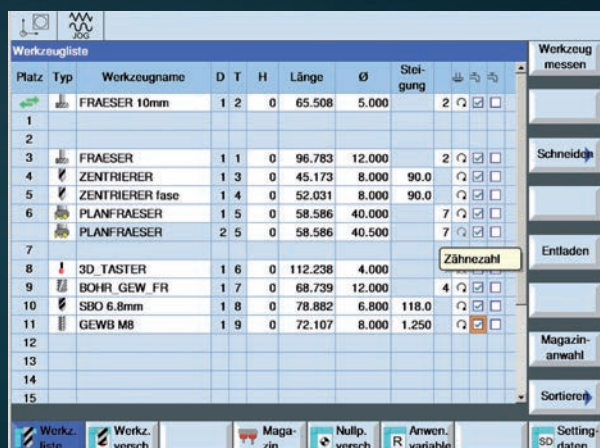 JOG
Werkzeugliste
Platz Typ Werkzeugname D T H Länge Ø Stei-gung
FRAESER 10mm 1 2 0 65.508 5.000 2
1
2
3 FRAESER 1 1 0 96.783 12.000 2
4 ZENTRIERER 1 3 0 45.173 8.000 90.0
5 ZENTRIERER fase 1 4 0 52.031 8.000 90.0
6 PLANFRAESER 1 5 0 58.586 40.000 7
PLANFRAESER 2 5 0 58.586 40.500 7
7
Zähnezahl
8 3D_TASTER 1 6 0 112.238 4.000
9 BOHR_GEW_FR 1 7 0 68.739 12.000 4
10 SBO 6.8mm 1 8 0 78.882 6.800 118.0
11 GEWB M8 1 9 0 72.107 8.000 1.250
12
13
14
15
Werkzeug
messen
Schneiden
Entladen
Magazin-
anwahl
Sortieren
Werkz.
liste
Werkz.
versch
Maga-
zin
Nullp.
versch
R
Anwen.
variable
SD
Setting-
daten